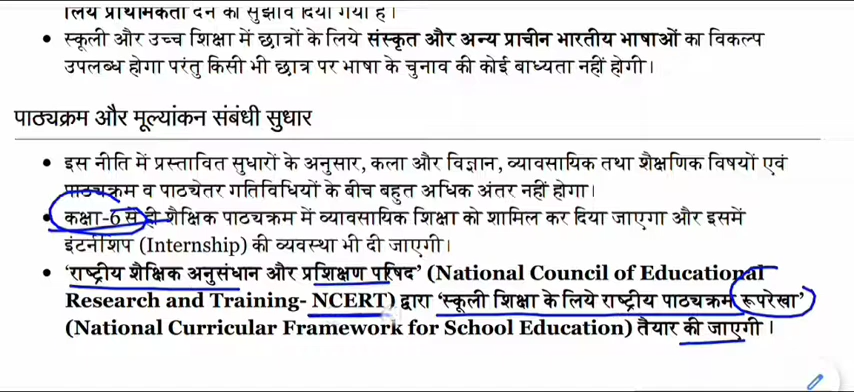 लिये प्राथमिकता देने का सुझाव दिया गया है।
• स्कूली और उच्च शिक्षा में छात्रों के लिये संस्कृत और अन्य प्राचीन भारतीय भाषाओं का विकल्प
उपलब्ध होगा परंतु किसी भी छात्र पर भाषा के चुनाव की कोई बाध्यता नहीं होगी।
पाठ्यक्रम और मूल्यांकन संबंधी सुधार
• इस नीति में प्रस्तावित सुधारों के अनुसार, कला और विज्ञान, व्यावसायिक तथा शैक्षणिक विषयों एवं
पाठ्यक्रम व पाठ्येतर गतिविधियों के बीच बहुत अधिक अंतर नहीं होगा।
• कक्षा-6 से ही शैक्षिक पाठ्यक्रम में व्यावसायिक शिक्षा को शामिल कर दिया जाएगा और इसमें
इंटर्नशिप (Internship) की व्यवस्था भी दी जाएगी।
• ‘राष्ट्रीय शैक्षिक अनुसंधान और प्रशिक्षण परिषद’ (National Council of Educational
Research and Training- NCERT) द्वारा ‘स्कूली शिक्षा के लिये राष्ट्रीय पाठ्यक्रम रूपरेखा’
(National Curricular Framework for School Education) तैयार की जाएगी।